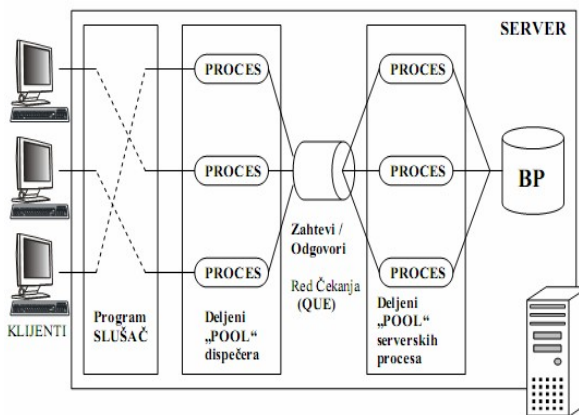 SERVER
PROCES
PROCES
PROCES
PROCES
PROCES
PROCES
BP
Zahtevi /
Odgovori
Red Čekanja
(QUE)
KLIJENTI
Program
SLUŠAČ
Deljeni
„POOL“
dispečera
Deljeni
„POOL“
serverskih
procesa